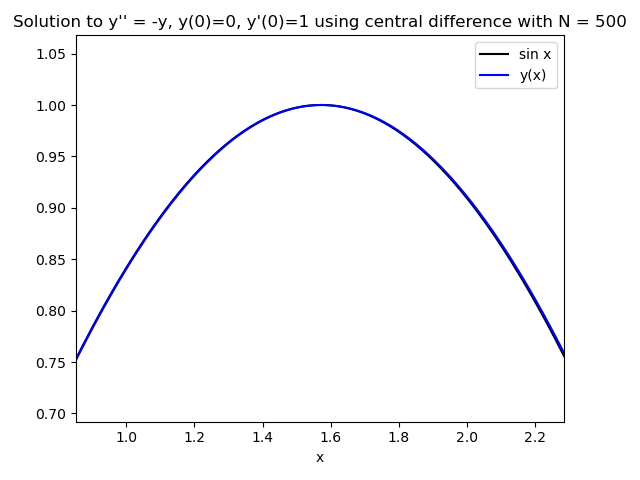 Solution to y'' = -y, y(0)=0, y'(0)=1 using central difference with N = 500
sin x
y(x)
1.05
1.00
0.95
0.90
0.85
0.80
0.75
0.70
1.0 1.2 1.4 1.6 1.8 2.0 2.2
x